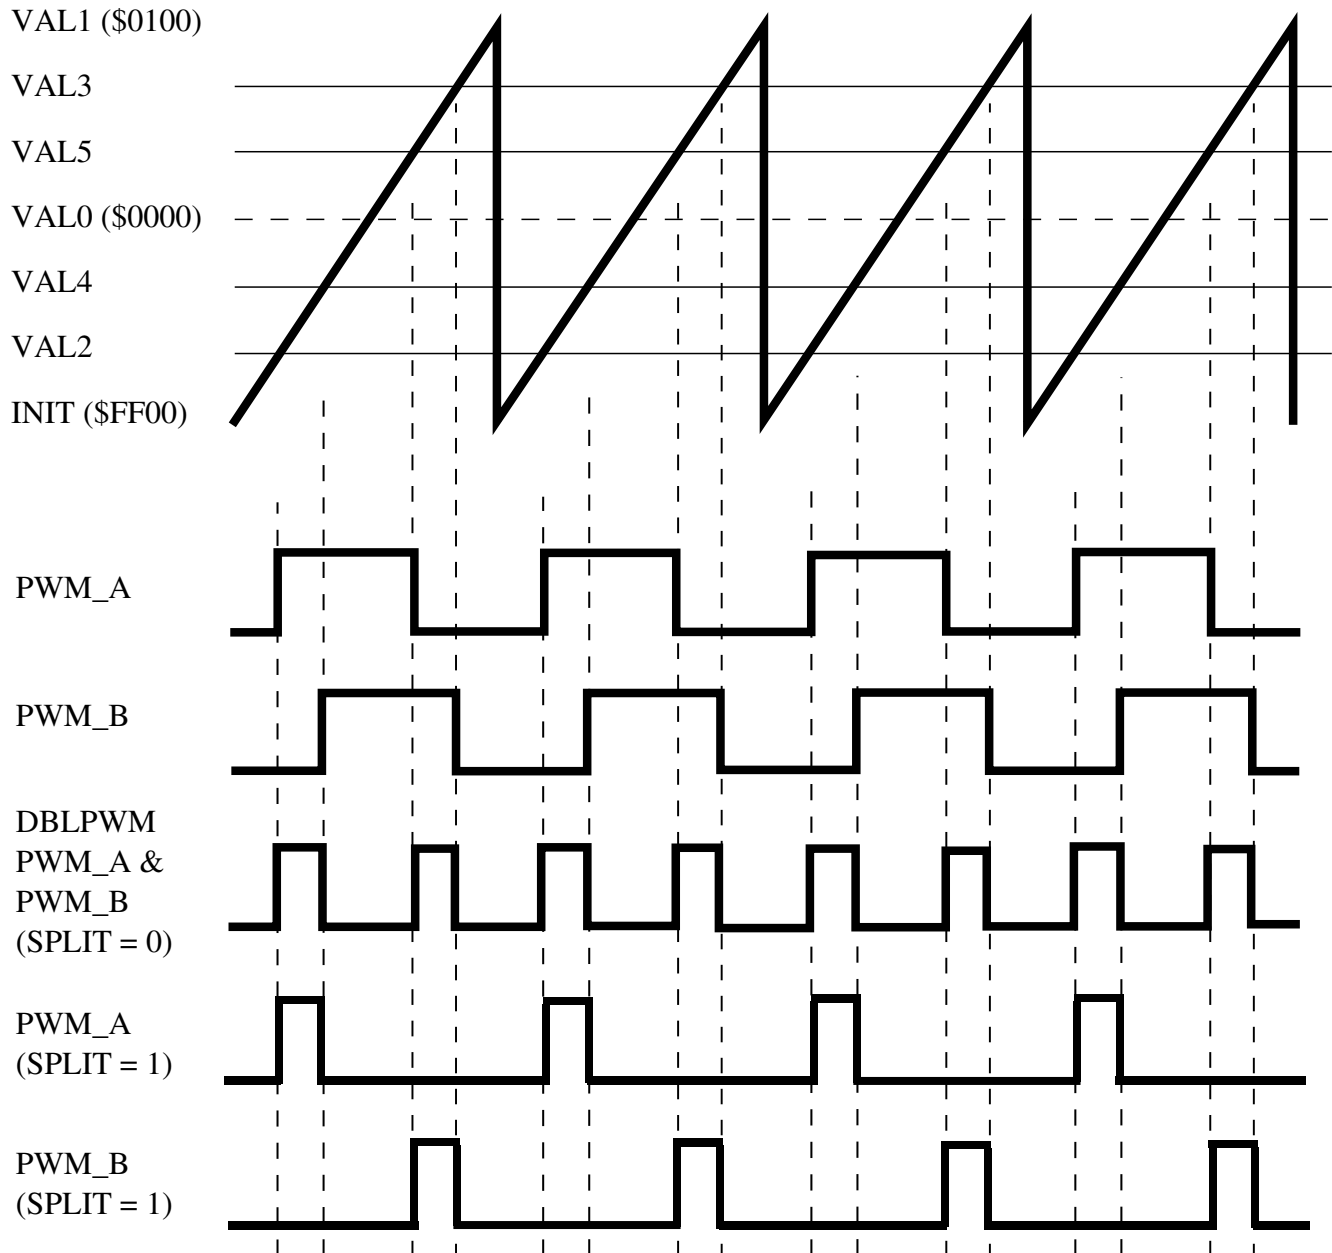 VAL1 ($0100)
VAL3
VAL5
VAL0 ($0000)
VAL4
VAL2
INIT ($FF00)
PWM_A
PWM_B
DBLPWM
PWM_A &
PWM_B
(SPLIT = 0)
PWM_A
(SPLIT = 1)
PWM_B
(SPLIT = 1)